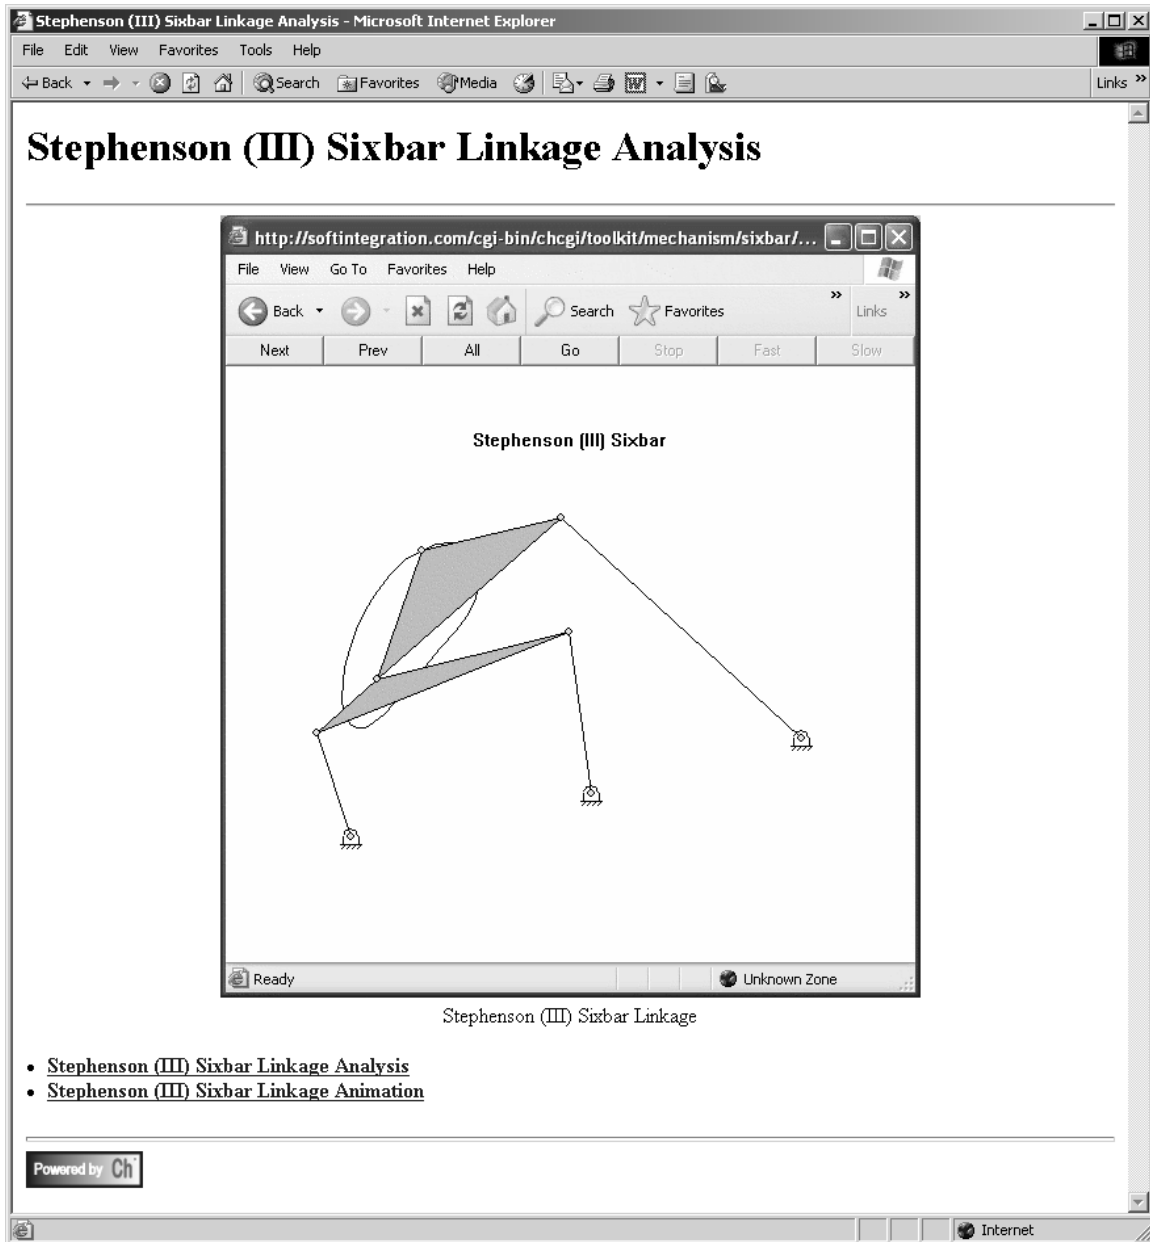 Stephenson (III) Sixbar Linkage Analysis - Microsoft Internet Explorer
File Edit View Favorites Tools Help
Back Search Favorites Media W Links »
Stephenson (III) Sixbar Linkage Analysis
http://softintegration.com/cgi-bin/chcgi/toolkit/mechanism/sixbar/...
File View Go To Favorites Help
Back Search Favorites » Links »
Next Prev All Go Stop Fast Slow
Stephenson (III) Sixbar
Ready Unknown Zone
Stephenson (III) Sixbar Linkage
• Stephenson (III) Sixbar Linkage Analysis
• Stephenson (III) Sixbar Linkage Animation
Powered by Ch
Internet